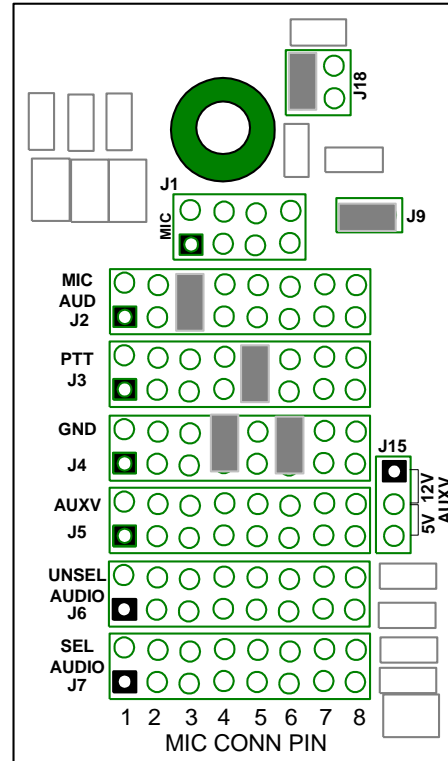 J18
J1
MIC
J9
MIC
AUD
J2
PTT
J3
GND
J4
J15
12V
5V
AUXV
AUXV
J5
UNSEL
AUDIO
J6
SEL
AUDIO
J7
1 2 3 4 5 6 7 8
MIC CONN PIN